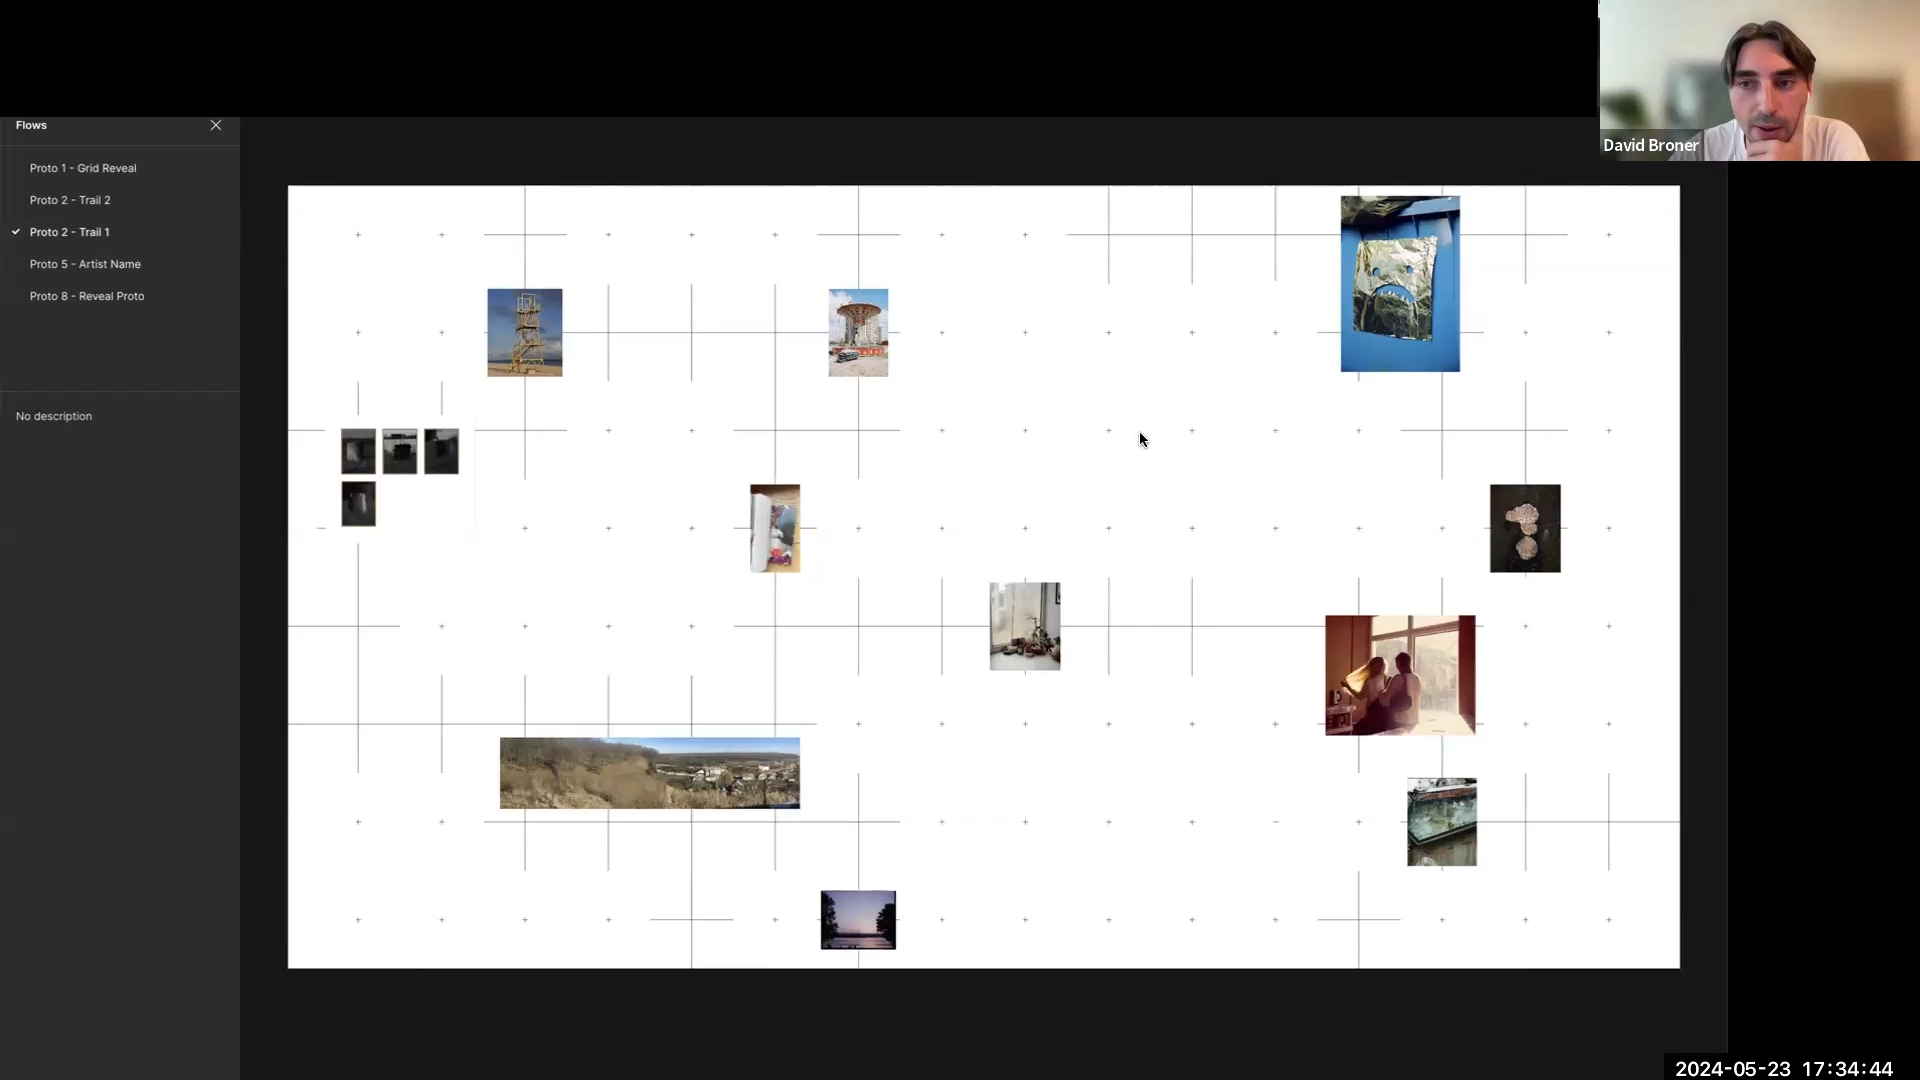 Flows
Proto 1 - Grid Reveal
Proto 2 - Trail 2
Proto 2 - Trail 1
Proto 5 - Artist Name
Proto 8 - Reveal Proto
No description
David Broner
2024-05-23 17:34:44